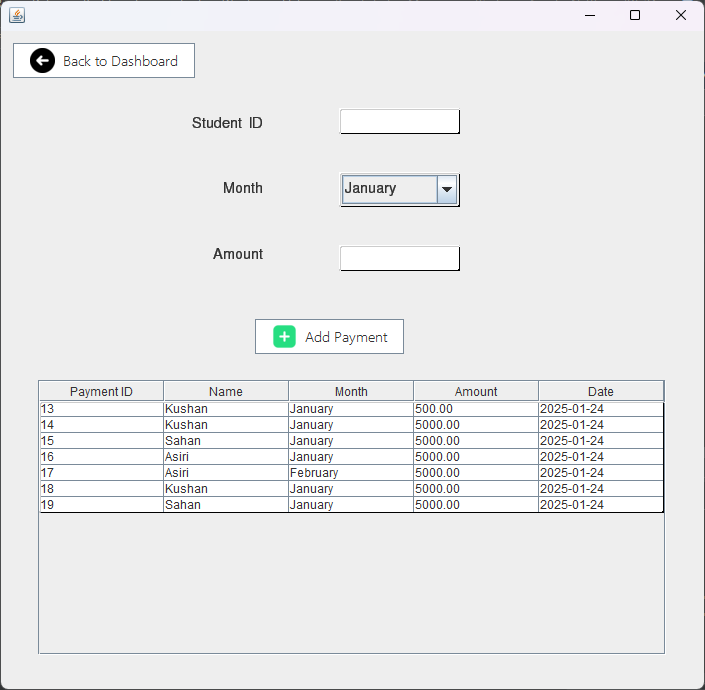 Back to Dashboard
Student ID
Month January
Amount
Add Payment
Payment ID Name Month Amount Date
13 Kushan January 500.00 2025-01-24
14 Kushan January 5000.00 2025-01-24
15 Sahan January 5000.00 2025-01-24
16 Asiri January 5000.00 2025-01-24
17 Asiri February 5000.00 2025-01-24
18 Kushan January 5000.00 2025-01-24
19 Sahan January 5000.00 2025-01-24